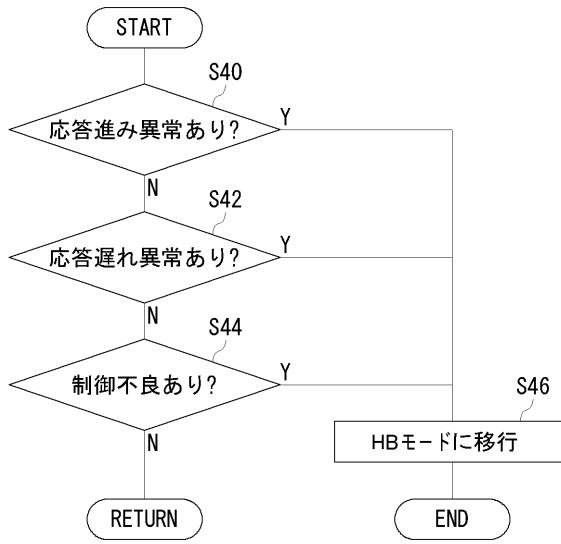 START
S40
応答進み異常あり?
Y
N
S42
応答遅れ異常あり?
Y
N
S44
制御不良あり?
Y
N
S46
HBモードに移行
RETURN
END